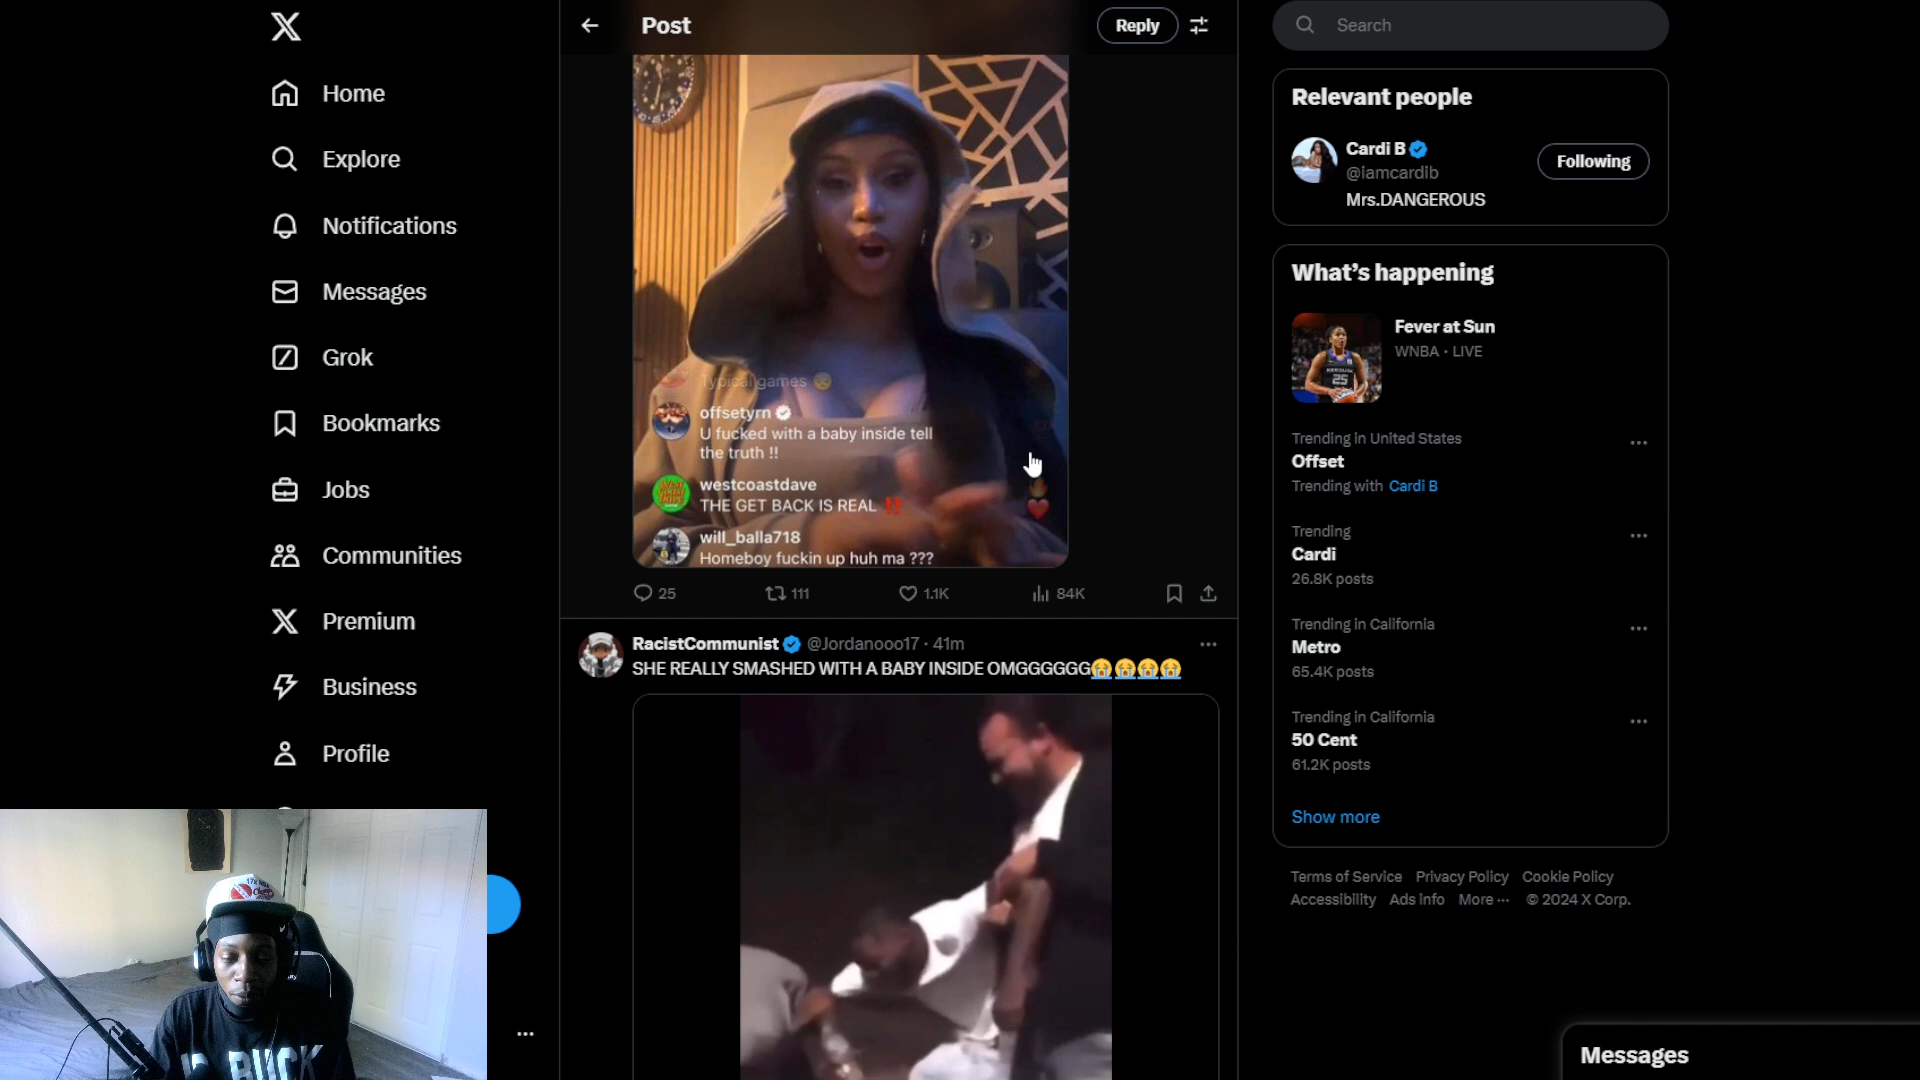 Home
Explore
Notifications
Messages
Grok
Bookmarks
Jobs
Communities
Premium
Business
Profile
Post
Reply
Typical games 😒
offsetyrn
U fucked with a baby inside tell
the truth !!
westcoastdave
THE GET BACK IS REAL ‼️
will_balla718
Homeboy fuckin up huh ma ???
25
111
1.1K
84K
RacistCommunist @Jordanooo17 · 41m
SHE REALLY SMASHED WITH A BABY INSIDE OMGGGGGG😭😭😭😭
Search
Relevant people
Cardi B
@iamcardib
Following
Mrs.DANGEROUS
What's happening
Fever at Sun
WNBA · LIVE
25
Trending in United States
Offset
Trending with Cardi B
Trending
Cardi
26.8K posts
Trending in California
Metro
65.4K posts
Trending in California
50 Cent
61.2K posts
Show more
Terms of Service Privacy Policy Cookie Policy
Accessibility Ads info More ··· © 2024 X Corp.
Messages